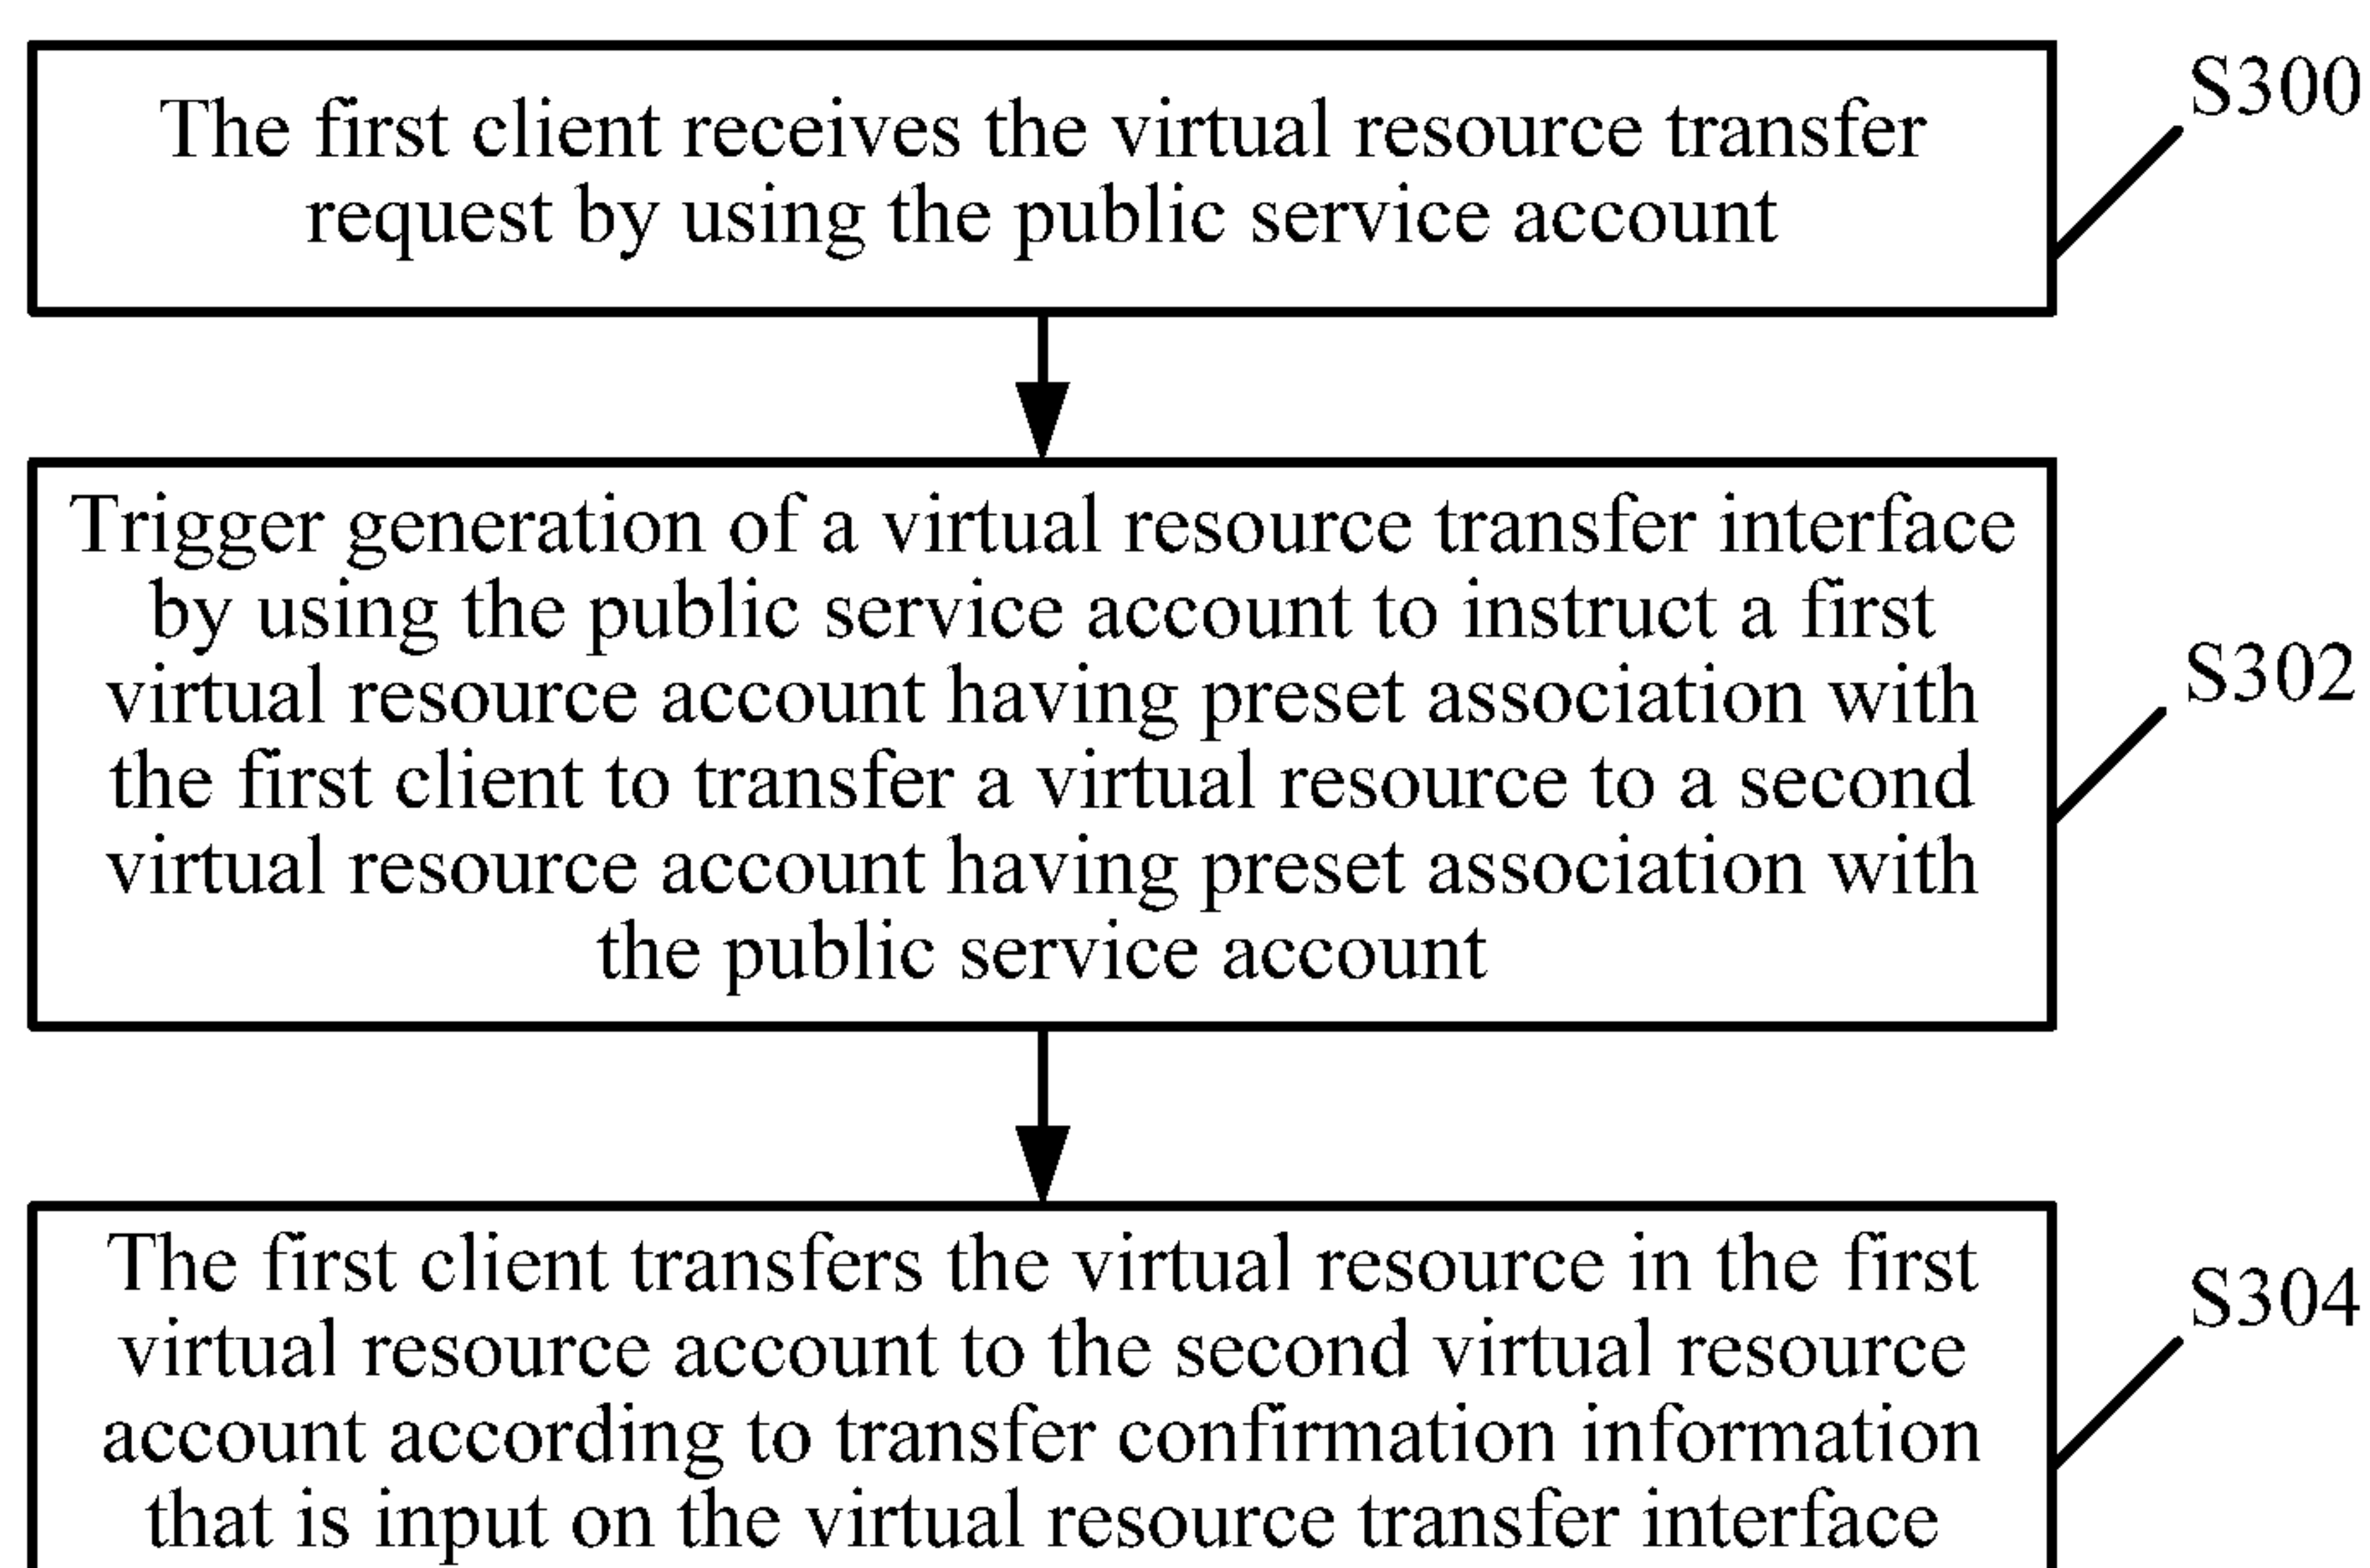 The first client receives the virtual resource transfer
request by using the public service account
S300
Trigger generation of a virtual resource transfer interface
by using the public service account to instruct a first
virtual resource account having preset association with
the first client to transfer a virtual resource to a second
virtual resource account having preset association with
the public service account
S302
The first client transfers the virtual resource in the first
virtual resource account to the second virtual resource
account according to transfer confirmation information
that is input on the virtual resource transfer interface
S304